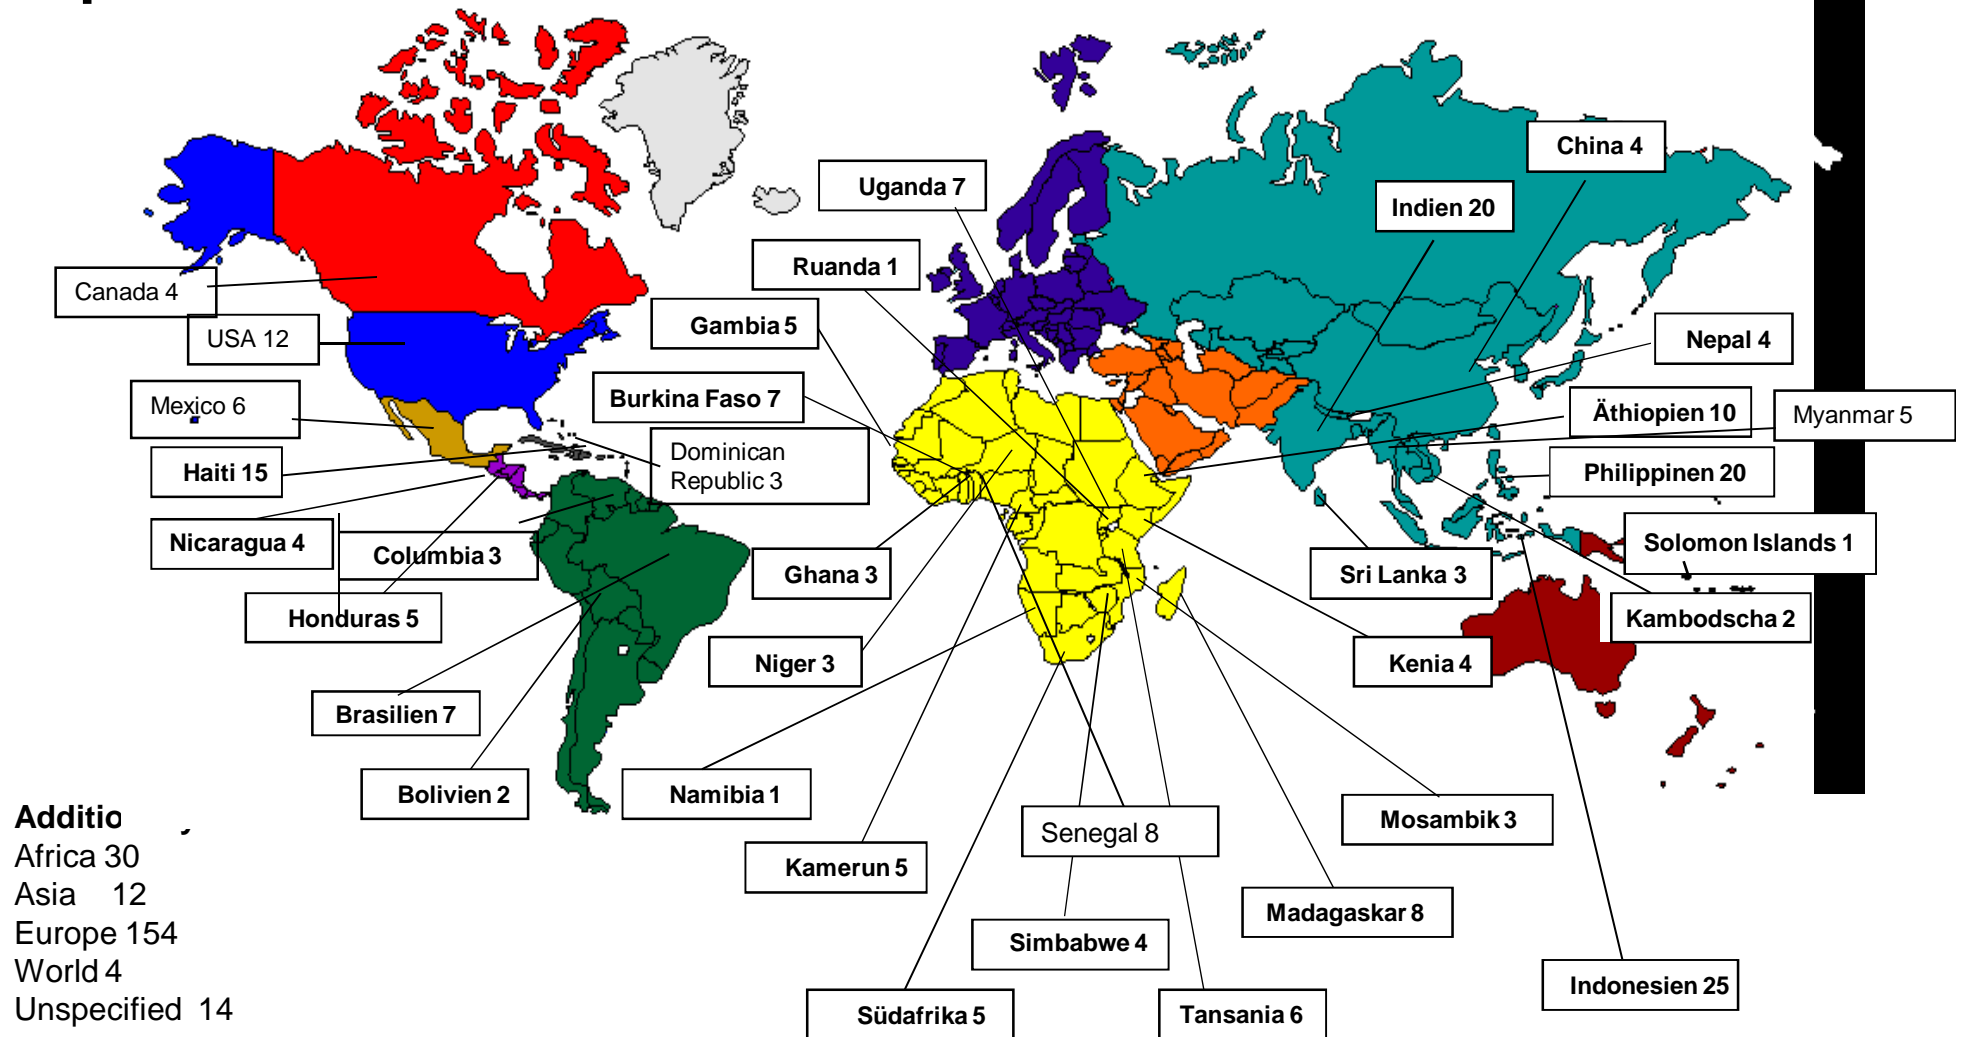 China 4
Uganda 7
Indien 20
Ruanda 1
Canada 4
Gambia 5
USA 12
Nepal 4
Mexico 6
Burkina Faso 7
Äthiopien 10
Myanmar 5
Haiti 15
Dominican
Republic 3
Philippinen 20
Nicaragua 4
Columbia 3
Solomon Islands 1
Ghana 3
Sri Lanka 3
Honduras 5
Kambodscha 2
Niger 3
Kenia 4
Brasilien 7
Bolivien 2
Namibia 1
Mosambik 3
Senegal 8
Kamerun 5
Madagaskar 8
Simbabwe 4
Indonesien 25
Südafrika 5
Tansania 6
Africa 30
Asia 12
Europe 154
World 4
Unspecified 14